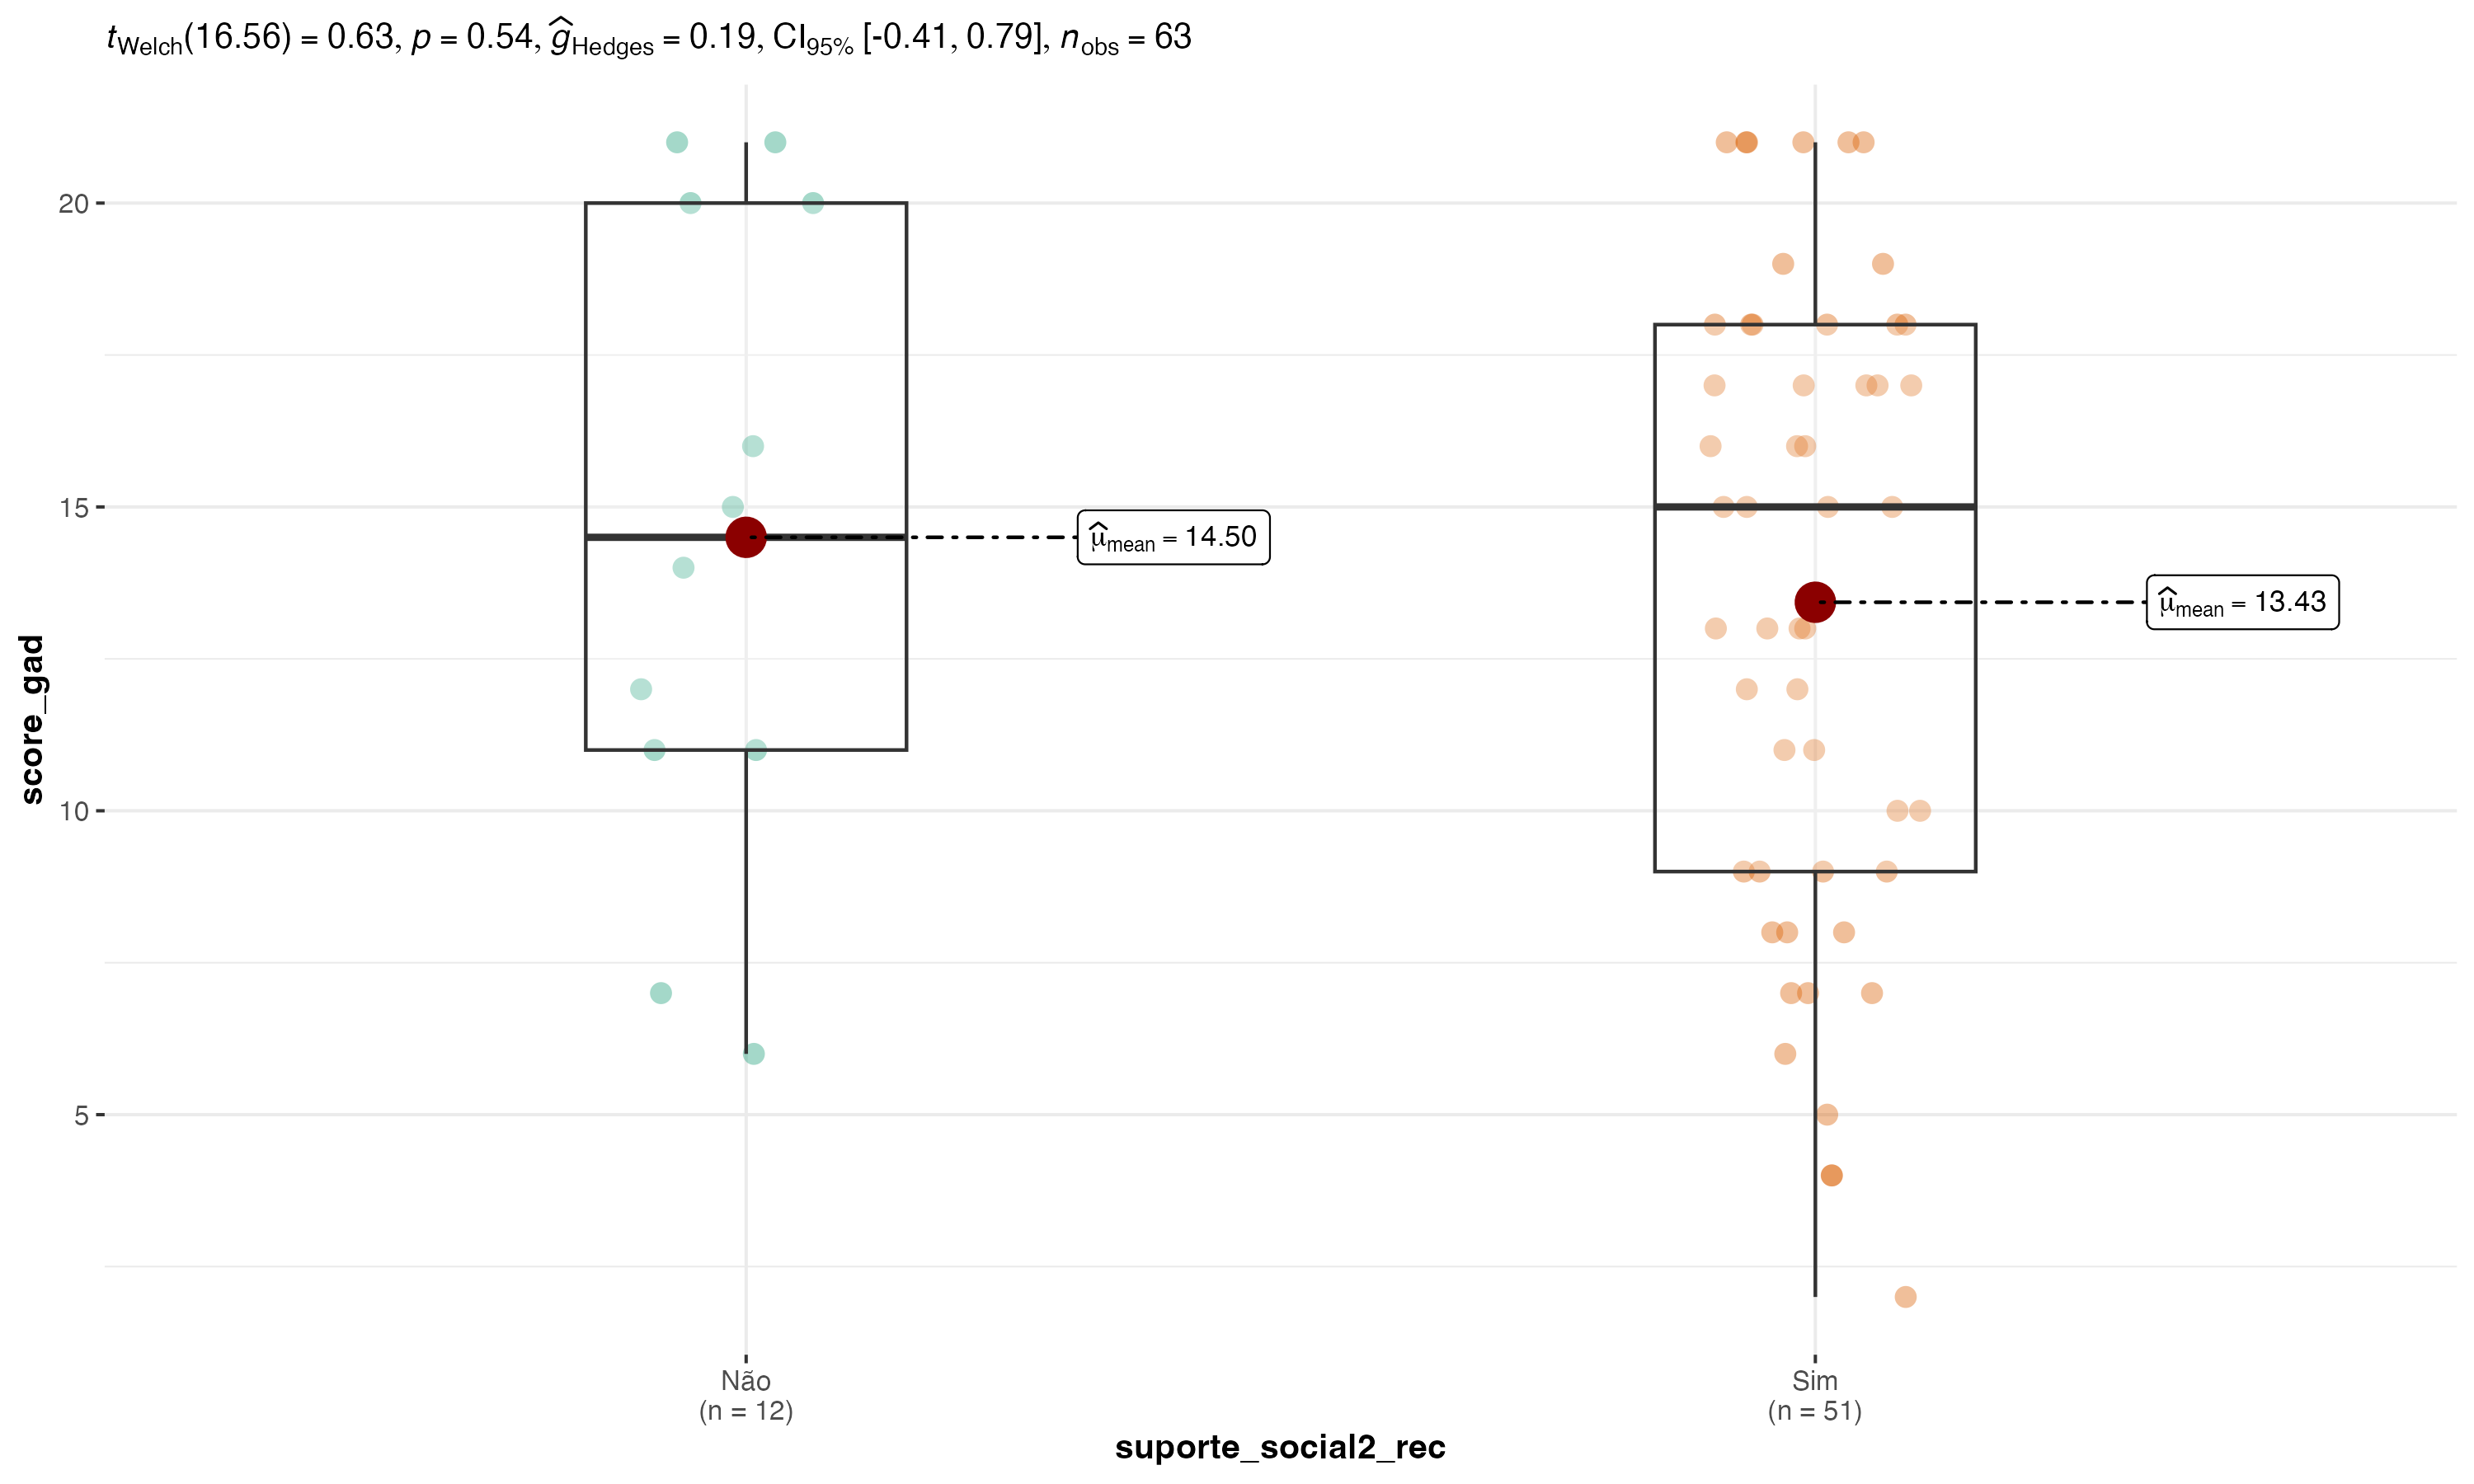 tWelch(16.56) = 0.63, p = 0.54, ĝHedges = 0.19, CI95% [-0.41, 0.79], nobs = 63
20
15
10
5
score_gad
μ̂mean = 14.50
μ̂mean = 13.43
Não
(n = 12)
Sim
(n = 51)
suporte_social2_rec